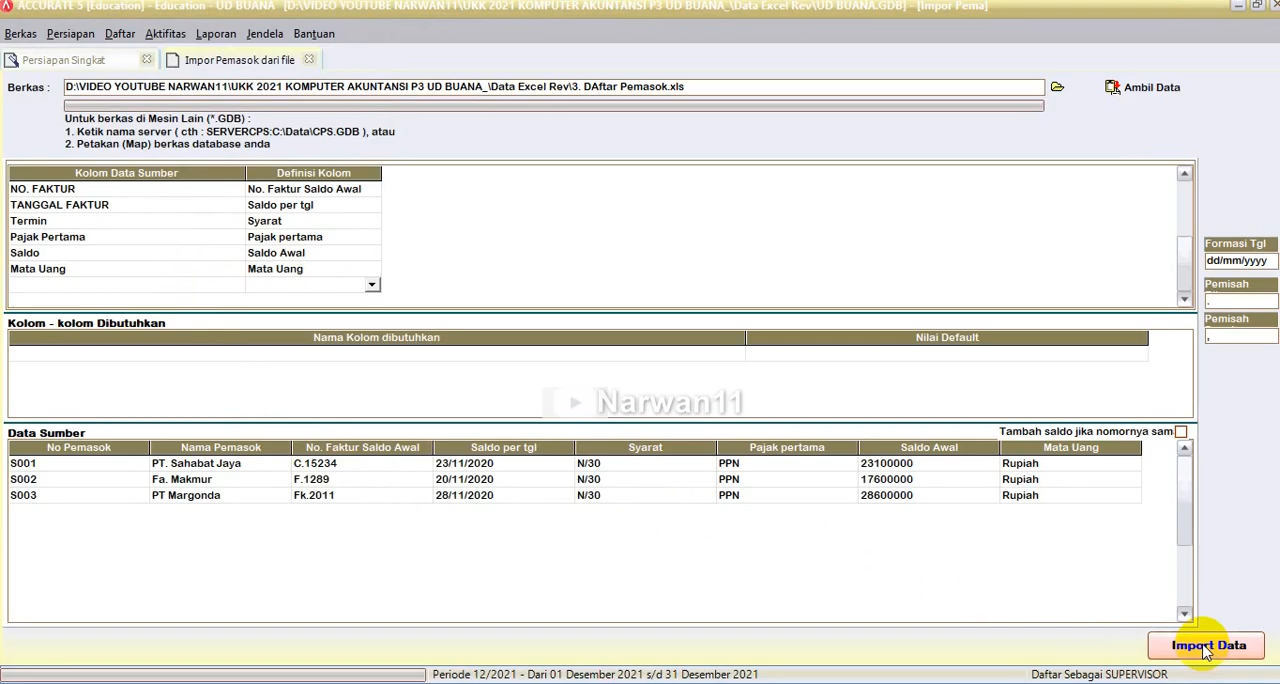 ACCURATE 5 [Education] - Education - UD BUANA [D:\VIDEO YOUTUBE NARWAN11\UKK 2021 KOMPUTER AKUNTANSI P3 UD BUANA_\Data Excel Rev\UD BUANA.GDB] - [Impor Pema]
Berkas Persiapan Daftar Aktifitas Laporan Jendela Bantuan
Persiapan Singkat Impor Pemasok dari file
Berkas : D:\VIDEO YOUTUBE NARWAN11\UKK 2021 KOMPUTER AKUNTANSI P3 UD BUANA_\Data Excel Rev\3. DAftar Pemasok.xls Ambil Data
Untuk berkas di Mesin Lain (*.GDB) :
1. Ketik nama server ( cth : SERVERCPS:C:\Data\CPS.GDB ), atau
2. Petakan (Map) berkas database anda
Kolom Data Sumber Definisi Kolom
NO. FAKTUR No. Faktur Saldo Awal
TANGGAL FAKTUR Saldo per tgl
Termin Syarat
Pajak Pertama Pajak pertama
Saldo Saldo Awal
Mata Uang Mata Uang
Formasi Tgl
dd/mm/yyyy
Pemisah
.
Pemisah
,
Kolom - kolom Dibutuhkan
Nama Kolom dibutuhkan Nilai Default
Narwan11
Data Sumber Tambah saldo jika nomornya sam
No Pemasok Nama Pemasok No. Faktur Saldo Awal Saldo per tgl Syarat Pajak pertama Saldo Awal Mata Uang
S001 PT. Sahabat Jaya C.15234 23/11/2020 N/30 PPN 23100000 Rupiah
S002 Fa. Makmur F.1289 20/11/2020 N/30 PPN 17600000 Rupiah
S003 PT Margonda Fk.2011 28/11/2020 N/30 PPN 28600000 Rupiah
Import Data
Periode 12/2021 - Dari 01 Desember 2021 s/d 31 Desember 2021 Daftar Sebagai SUPERVISOR